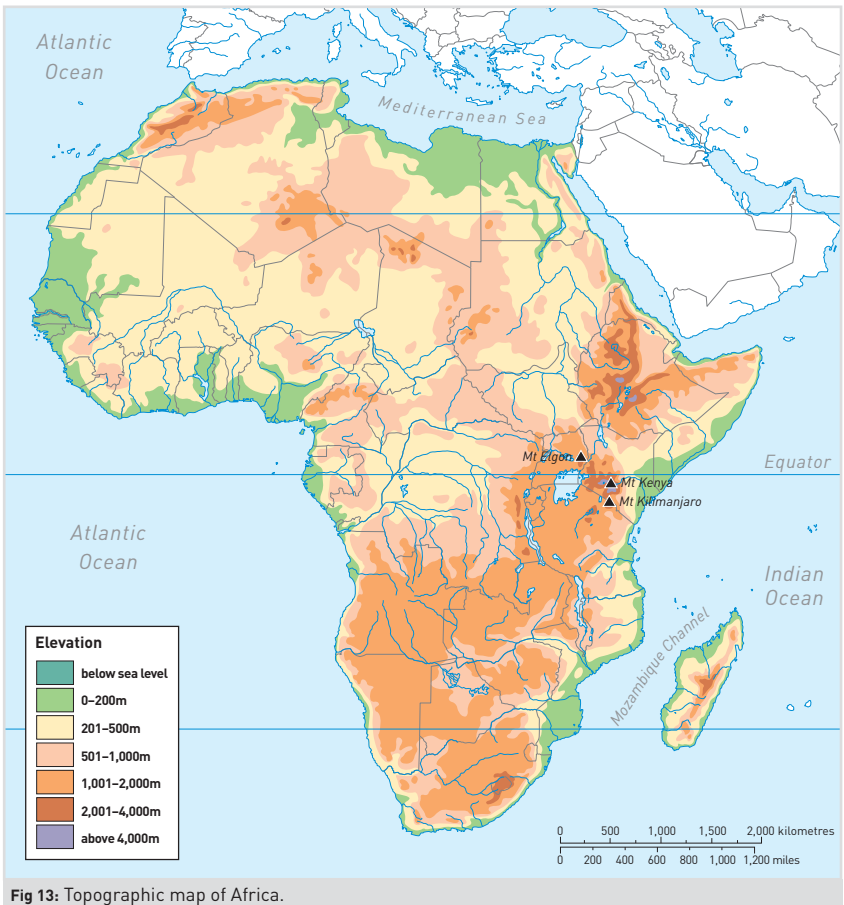 Atlantic
Ocean
Mediterranean Sea
Mt Elgon
Equator
Mt Kenya
Mt Kilimanjaro
Atlantic
Ocean
Indian
Ocean
Mozambique Channel
Elevation
below sea level
0–200m
201–500m
501–1,000m
1,001–2,000m
2,001–4,000m
above 4,000m
0 500 1,000 1,500 2,000 kilometres
0 200 400 600 800 1,000 1,200 miles
Fig 13: Topographic map of Africa.